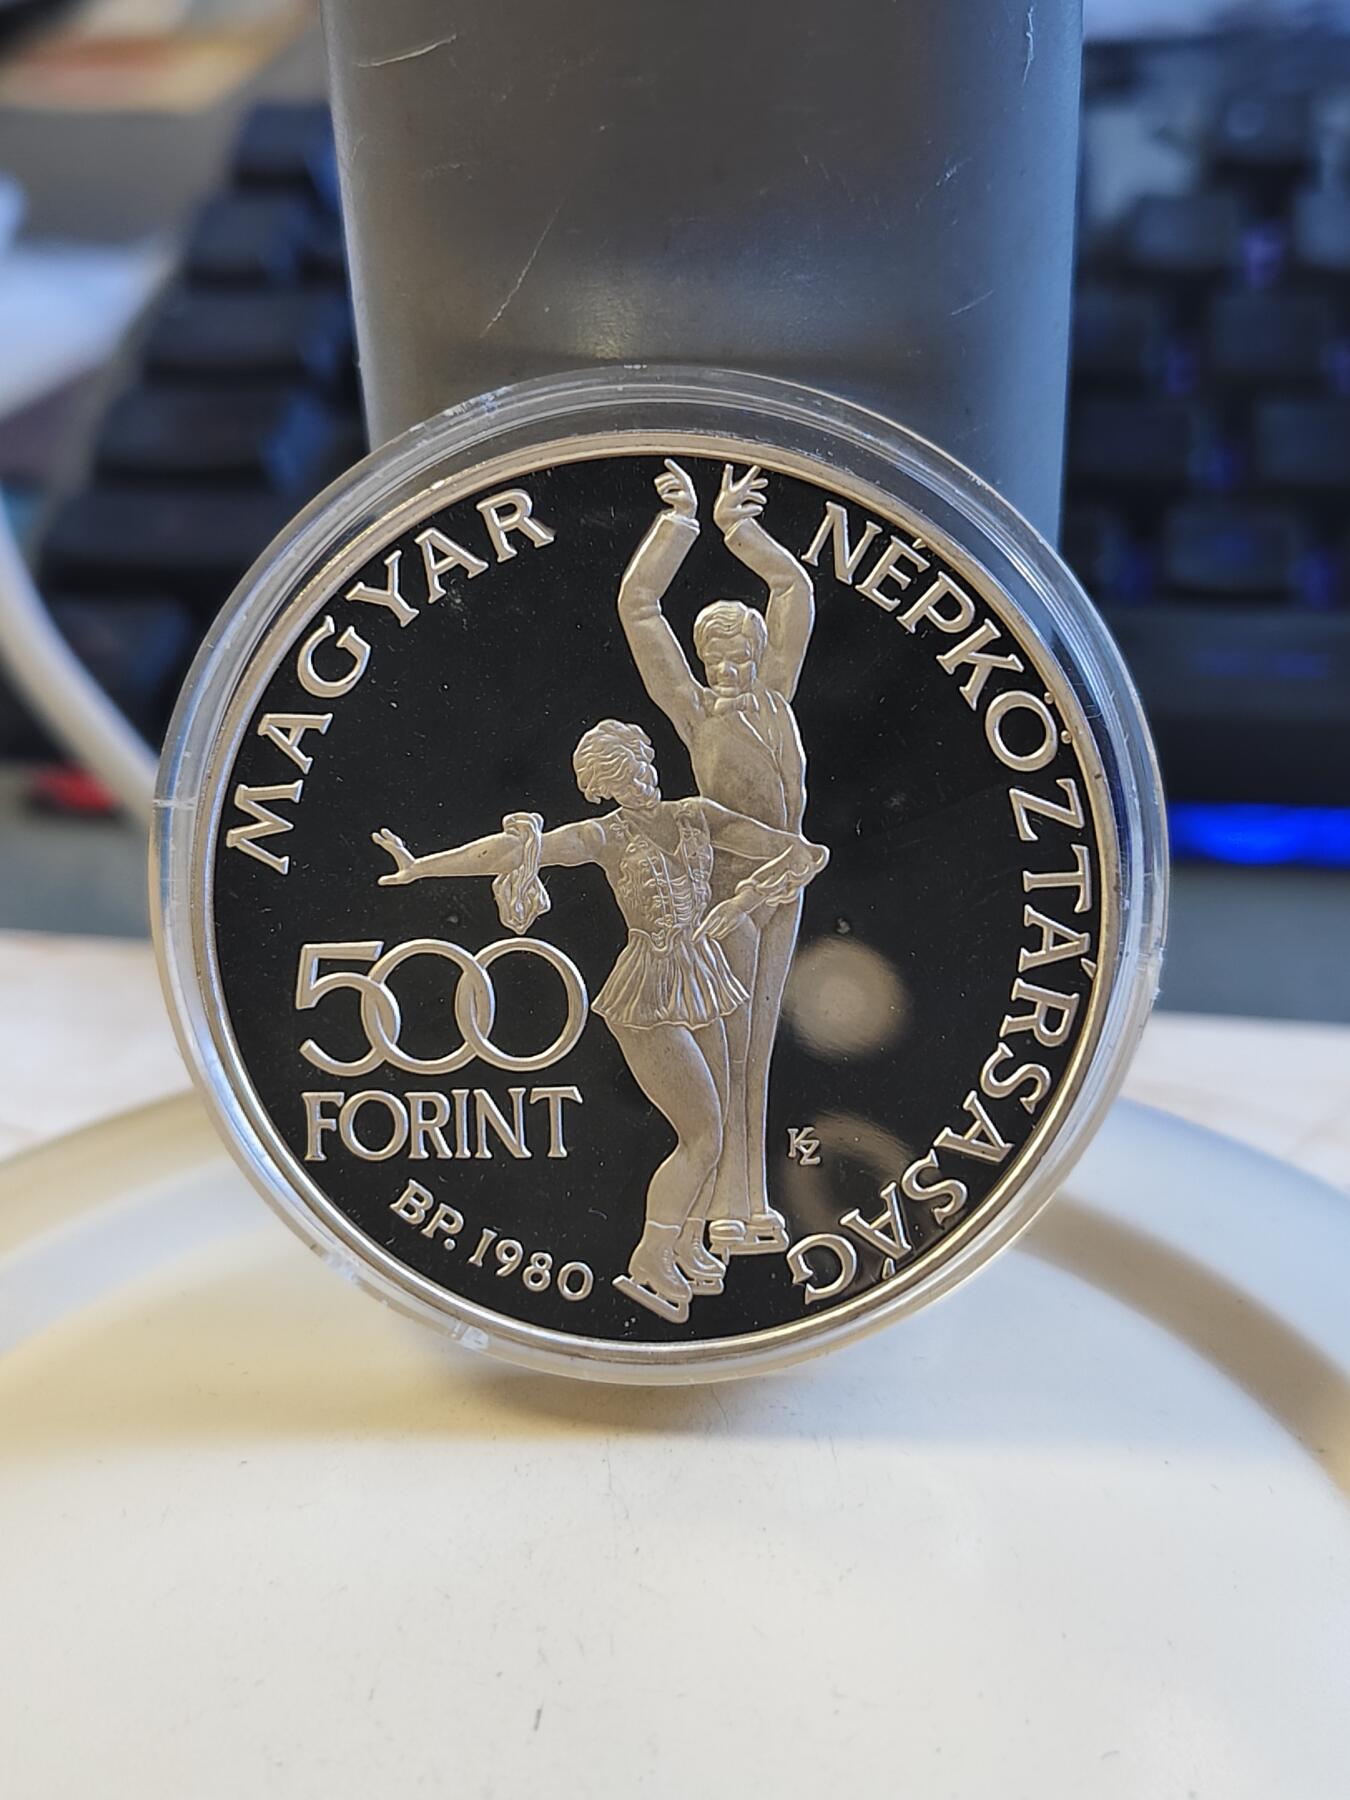 MAGYAR NÉPKÖZTÁRSASÁG
500
FORINT
BP. 1980
KZ